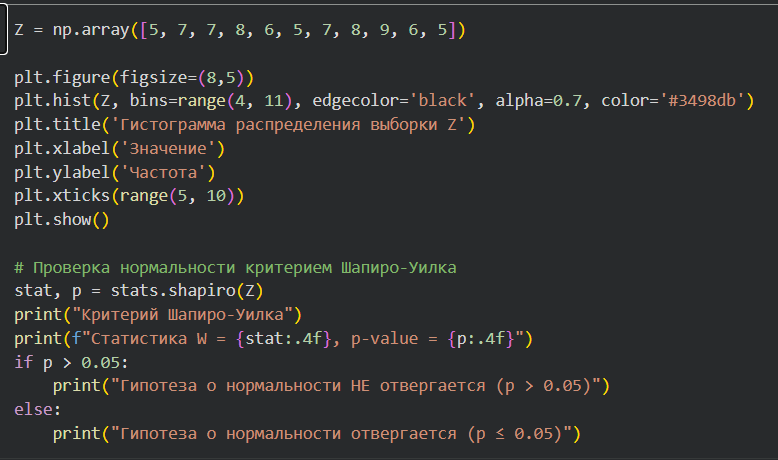 Z = np.array([5, 7, 7, 8, 6, 5, 7, 8, 9, 6, 5])
plt.figure(figsize=(8,5))
plt.hist(Z, bins=range(4, 11), edgecolor='black', alpha=0.7, color='#3498db')
plt.title('Гистограмма распределения выборки Z')
plt.xlabel('Значение')
plt.ylabel('Частота')
plt.xticks(range(5, 10))
plt.show()
# Проверка нормальности критерием Шапиро-Уилка
stat, p = stats.shapiro(Z)
print("Критерий Шапиро-Уилка")
print(f"Статистика W = {stat:.4f}, p-value = {p:.4f}")
if p > 0.05:
    print("Гипотеза о нормальности НЕ отвергается (p > 0.05)")
else:
    print("Гипотеза о нормальности отвергается (p ≤ 0.05)")